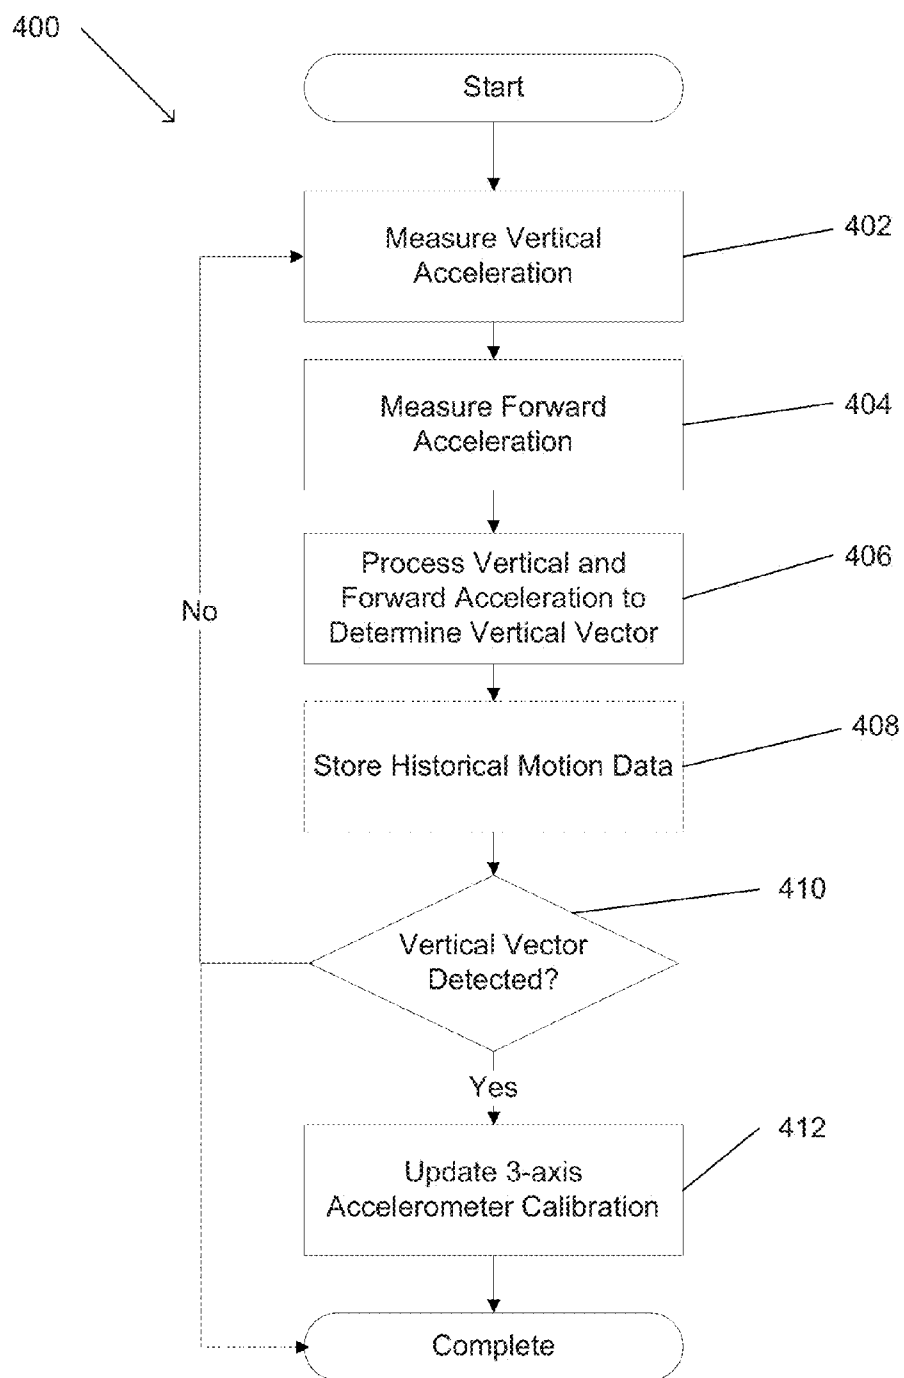 400
Start
Measure Vertical
Acceleration
402
Measure Forward
Acceleration
404
Process Vertical and
Forward Acceleration to
Determine Vertical Vector
406
No
Store Historical Motion Data
408
Vertical Vector
Detected?
410
Yes
Update 3-axis
Accelerometer Calibration
412
Complete